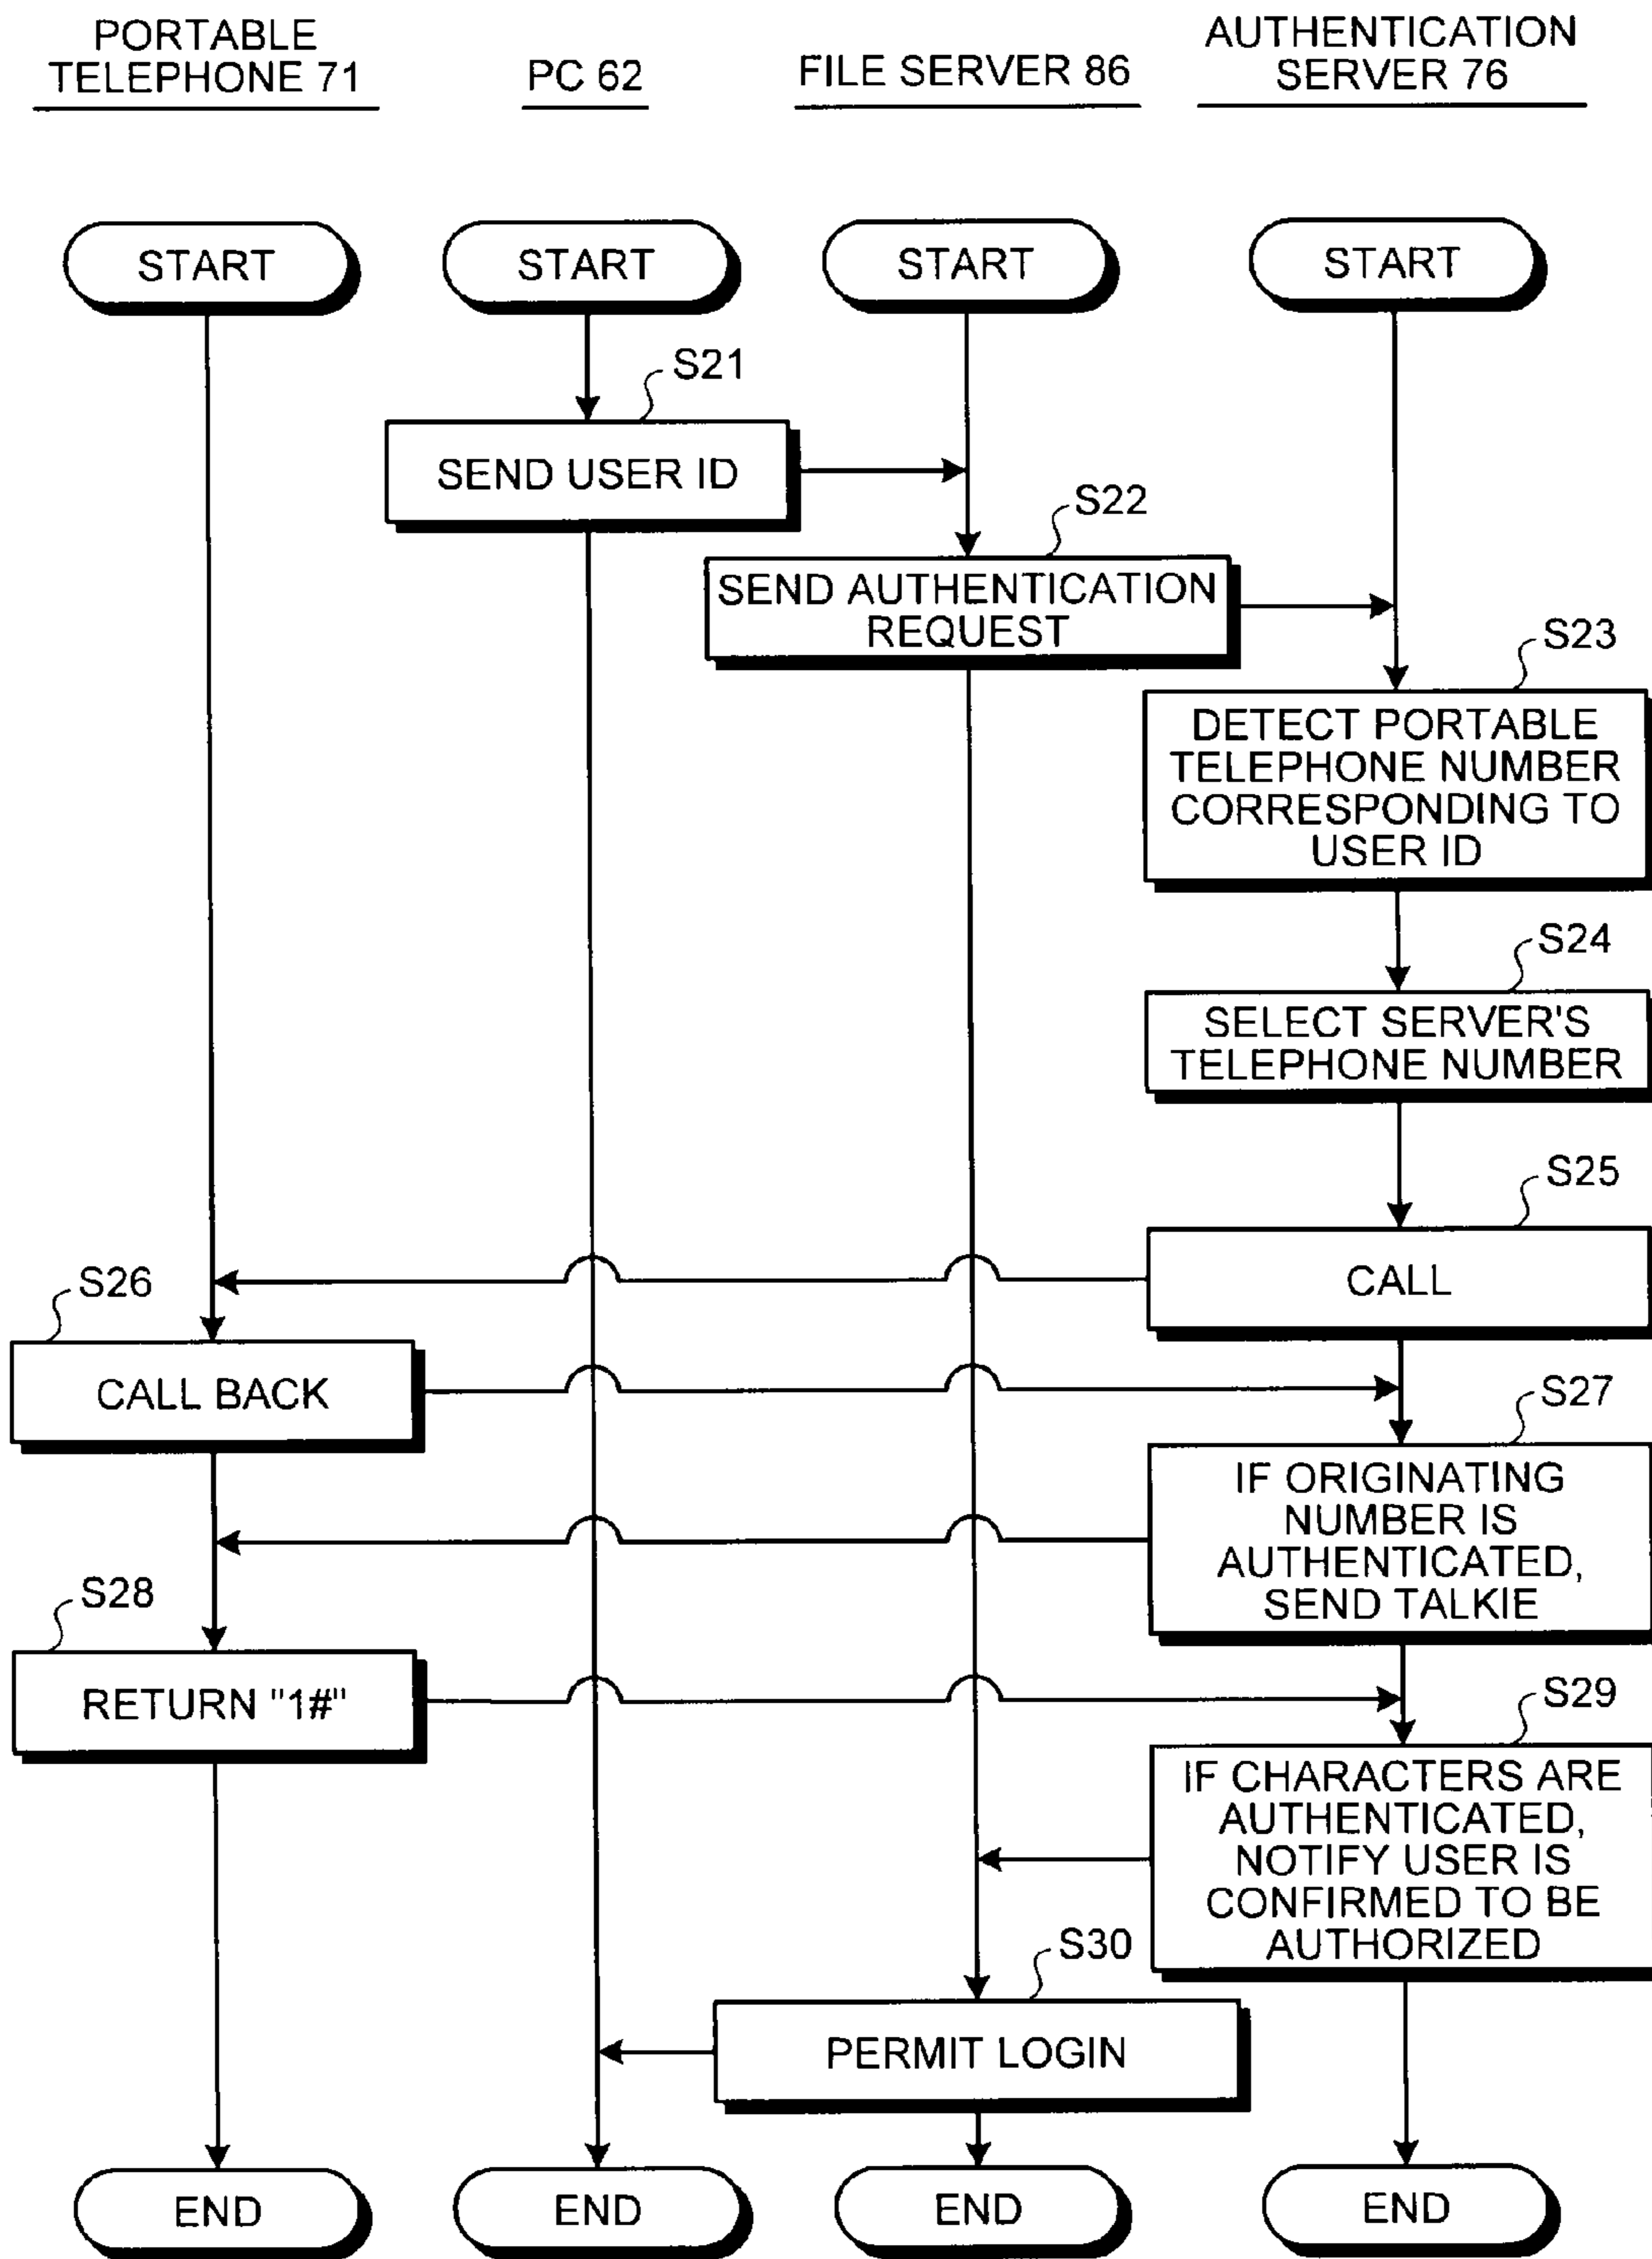 PORTABLE
TELEPHONE 71
PC 62
FILE SERVER 86
AUTHENTICATION
SERVER 76
START
START
START
START
S21
SEND USER ID
S22
SEND AUTHENTICATION
REQUEST
S23
DETECT PORTABLE
TELEPHONE NUMBER
CORRESPONDING TO
USER ID
S24
SELECT SERVER'S
TELEPHONE NUMBER
S25
CALL
S26
CALL BACK
S27
IF ORIGINATING
NUMBER IS
AUTHENTICATED,
SEND TALKIE
S28
RETURN "1#"
S29
IF CHARACTERS ARE
AUTHENTICATED,
NOTIFY USER IS
CONFIRMED TO BE
AUTHORIZED
S30
PERMIT LOGIN
END
END
END
END